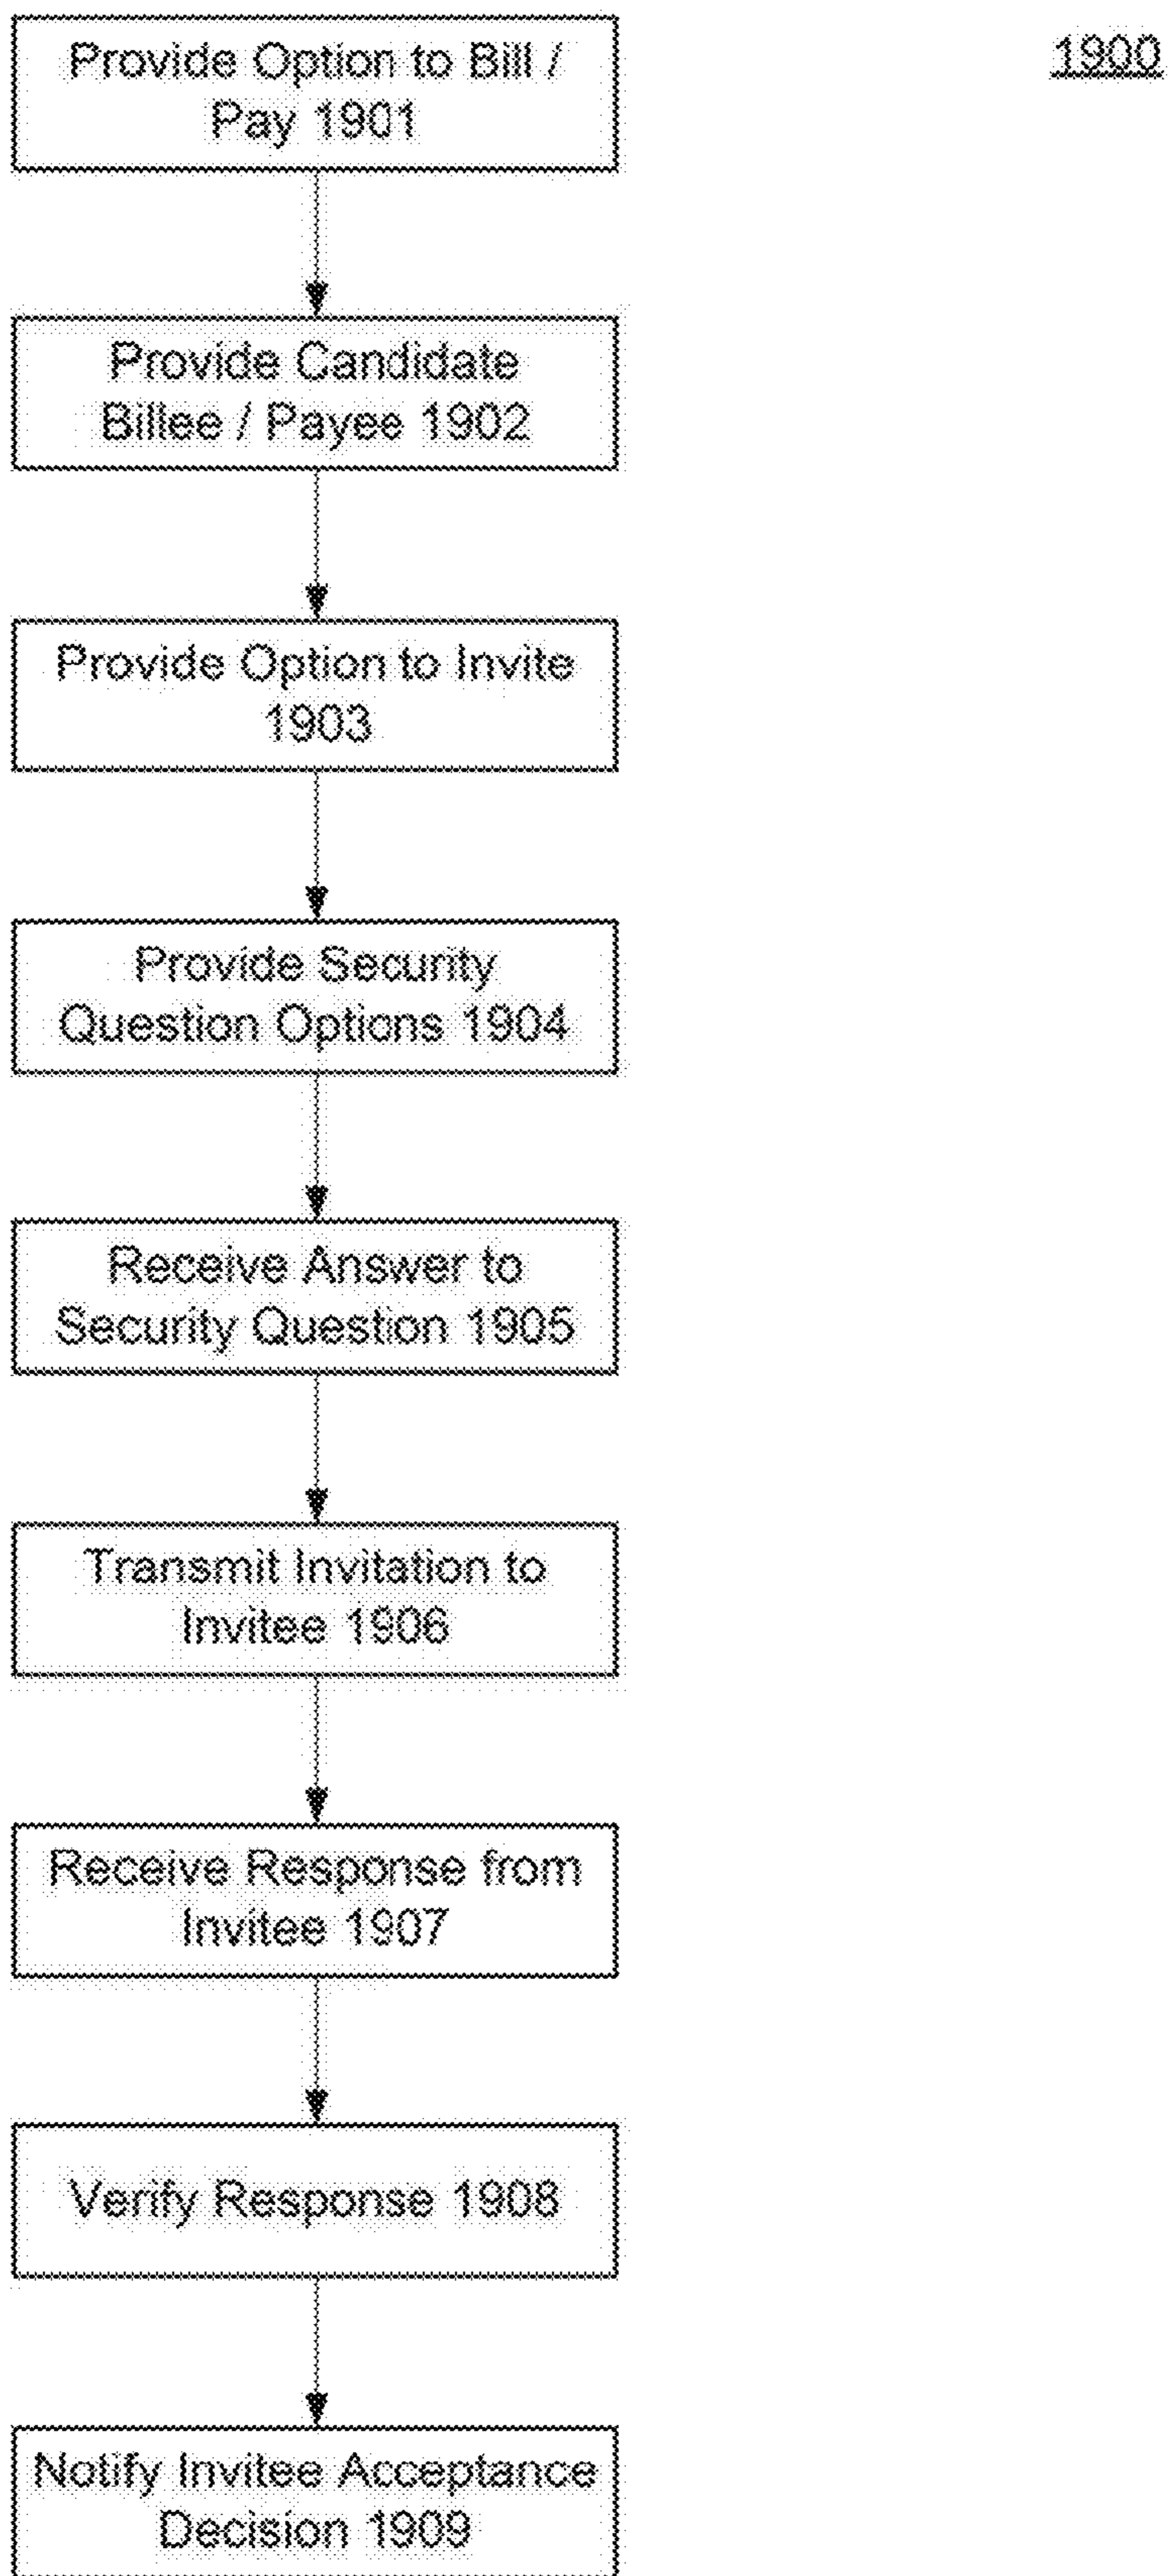 Provide Option to Bill /
Pay 1901
1900
Provide Candidate
Billee / Payee 1902
Provide Option to Invite
1903
Provide Security
Question Options 1904
Receive Answer to
Security Question 1905
Transmit Invitation to
Invitee 1906
Receive Response from
Invitee 1907
Verify Response 1908
Notify Invitee Acceptance
Decision 1909